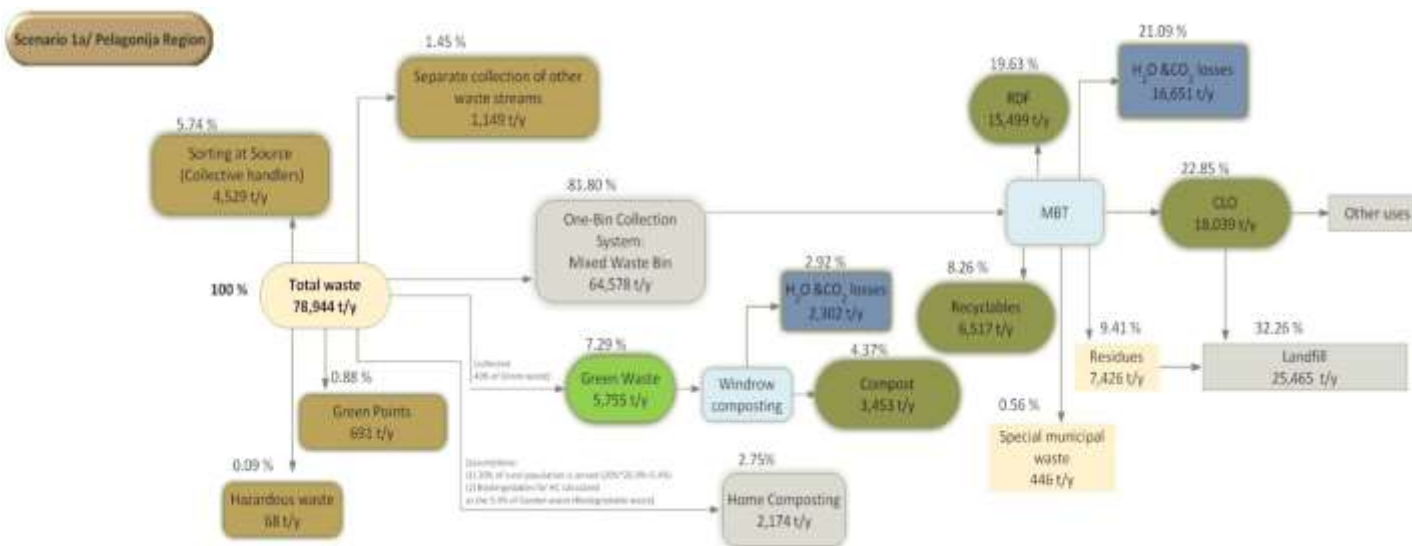 Scenario 1a/ Pelagonija Region
1.45 %
Separate collection of other
waste streams
1,149 t/y
5.74 %
Sorting at Source
(Collective handlers)
4,529 t/y
81.80 %
One-Bin Collection
System:
Mixed Waste Bin
64,578 t/y
100 %
Total waste
78,944 t/y
19.63 %
RDF
15,499 t/y
21.09 %
H2O &CO2 losses
16,651 t/y
MBT
22.85 %
CLO
18,039 t/y
Other uses
2.92 %
H2O &CO2 losses
2,302 t/y
8.26 %
Recyclables
6,517 t/y
9.41 %
Residues
7,426 t/y
32.26 %
Landfill
25,465 t/y
7.29 %
Green Waste
5,755 t/y
Windrow
composting
4.37%
Compost
3,453 t/y
0.88 %
Green Points
691 t/y
0.56 %
Special municipal
waste
446 t/y
0.09 %
Hazardous waste
68 t/y
2.75%
Home Composting
2,174 t/y